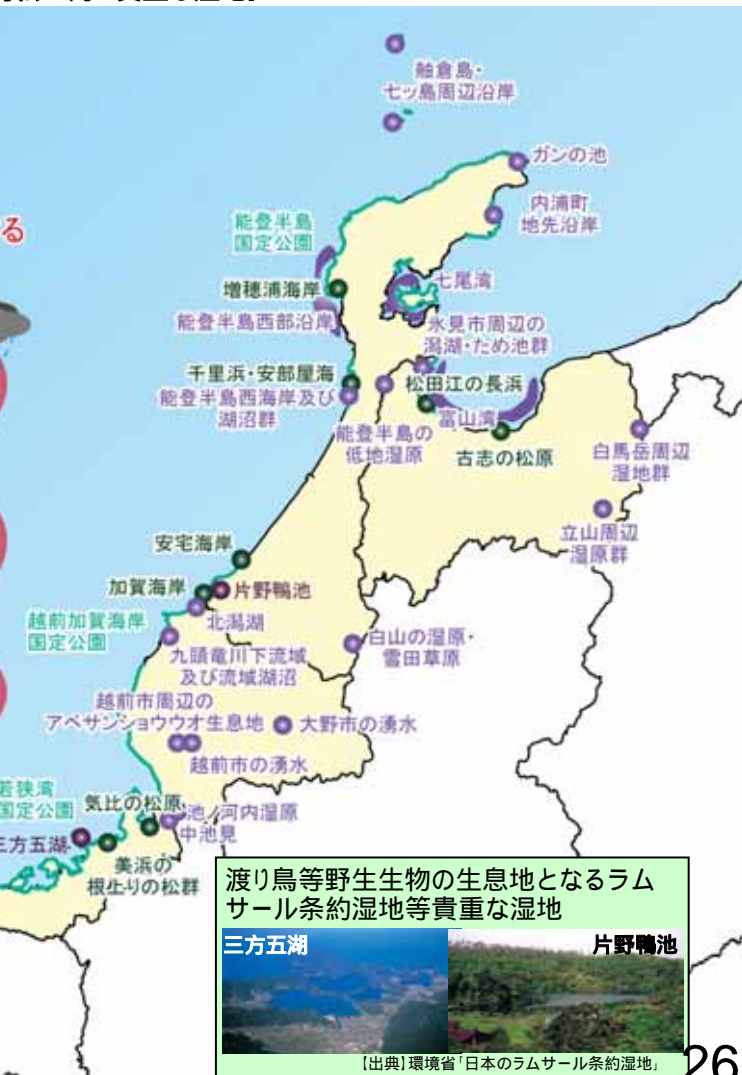 る
舳倉島・
七ッ島周辺沿岸
ガンの池
内浦町
地先沿岸
能登半島
国定公園
七尾湾
増穂浦海岸
能登半島西部沿岸
氷見市周辺の
潟湖・ため池群
千里浜・安部屋海
能登半島西海岸及び
湖沼群
松田江の長浜
富山湾
能登半島の
低地湿原
古志の松原
白馬岳周辺
湿地群
立山周辺
湿原群
安宅海岸
加賀海岸
片野鴨池
北潟湖
越前加賀海岸
国定公園
九頭竜川下流域
及び流域湖沼
白山の湿原・
雪田草原
越前市周辺の
アベサンショウウオ生息地
大野市の湧水
越前市の湧水
若狭湾
国定公園
気比の松原
池ノ河内湿原
中池見
三方五湖
美浜の
根上りの松群
渡り鳥等野生生物の生息地となるラム
サール条約湿地等貴重な湿地
三方五湖
片野鴨池
【出典】環境省「日本のラムサール条約湿地」
26